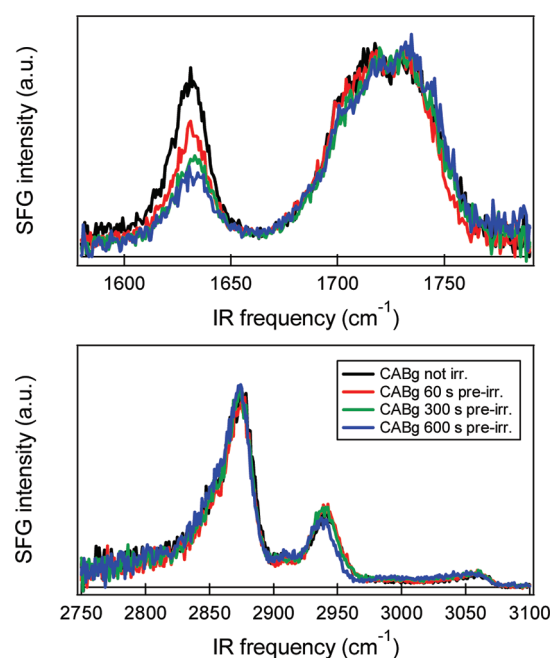 SFG intensity (a.u.)
1600 1650 1700 1750
IR frequency (cm⁻¹)
SFG intensity (a.u.)
CABg not irr.
CABg 60 s pre-irr.
CABg 300 s pre-irr.
CABg 600 s pre-irr.
2750 2800 2850 2900 2950 3000 3050 3100
IR frequency (cm⁻¹)